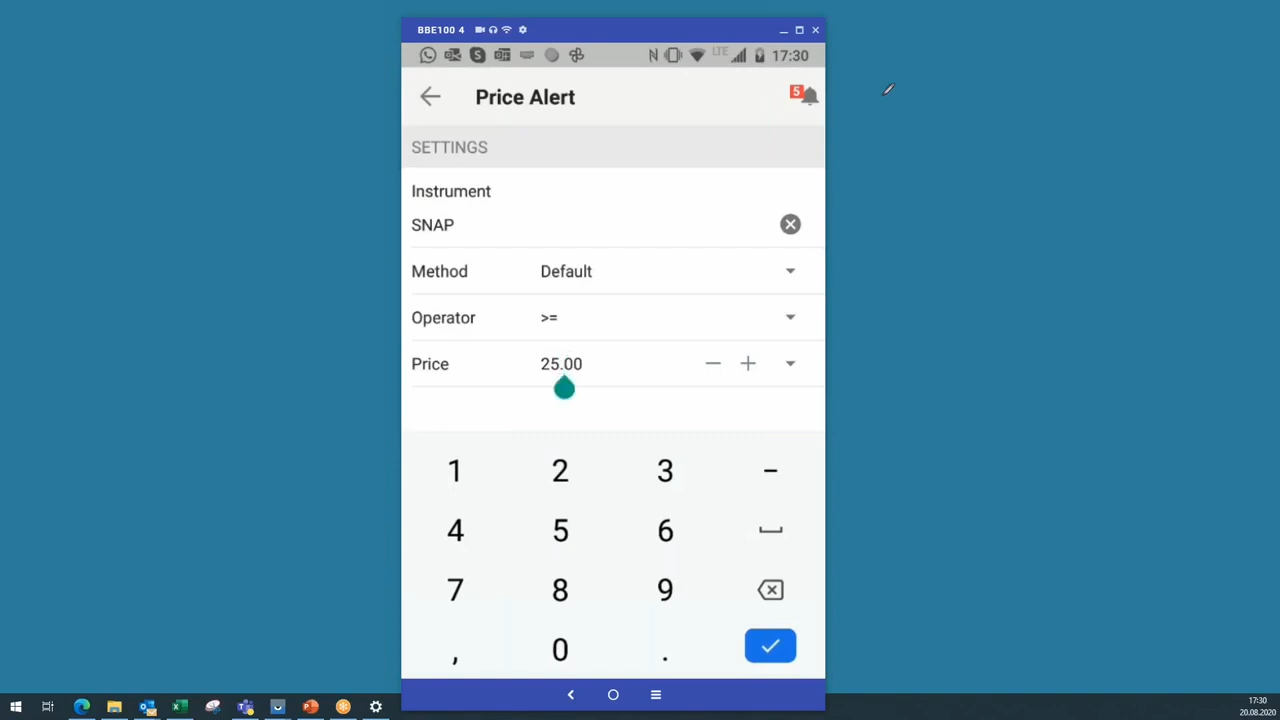 BBE100 4
LTE 17:30
Price Alert
5
SETTINGS
Instrument
SNAP
Method Default
Operator >=
Price 25.00
1 2 3 -
4 5 6
7 8 9
, 0 .
17:30
20.08.2020